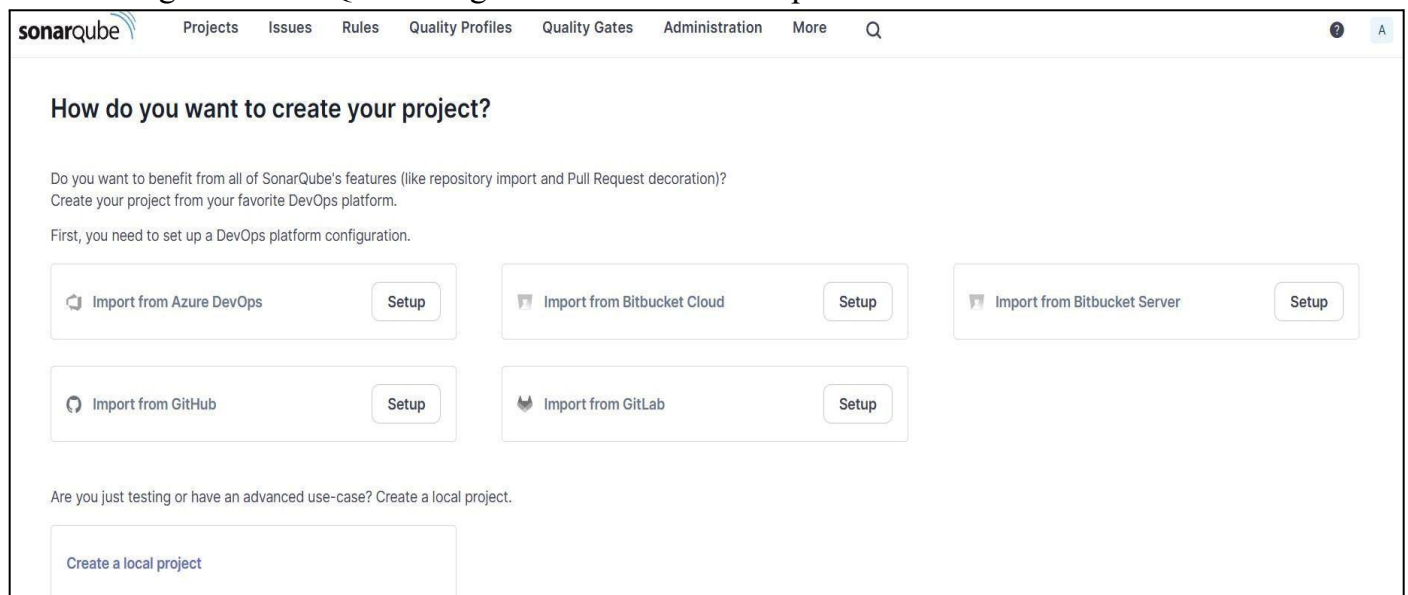 sonarqube Projects Issues Rules Quality Profiles Quality Gates Administration More ? A
How do you want to create your project?
Do you want to benefit from all of SonarQube's features (like repository import and Pull Request decoration)?
Create your project from your favorite DevOps platform.
First, you need to set up a DevOps platform configuration.
Import from Azure DevOps Setup Import from Bitbucket Cloud Setup Import from Bitbucket Server Setup
Import from GitHub Setup Import from GitLab Setup
Are you just testing or have an advanced use-case? Create a local project.
Create a local project